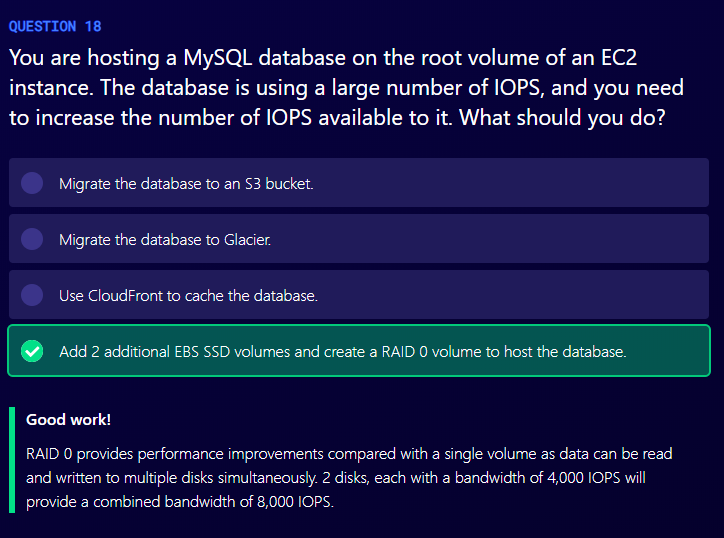 QUESTION 18
You are hosting a MySQL database on the root volume of an EC2
instance. The database is using a large number of IOPS, and you need
to increase the number of IOPS available to it. What should you do?
Migrate the database to an S3 bucket.
Migrate the database to Glacier.
Use CloudFront to cache the database.
Add 2 additional EBS SSD volumes and create a RAID 0 volume to host the database.
Good work!
RAID 0 provides performance improvements compared with a single volume as data can be read
and written to multiple disks simultaneously. 2 disks, each with a bandwidth of 4,000 IOPS will
provide a combined bandwidth of 8,000 IOPS.